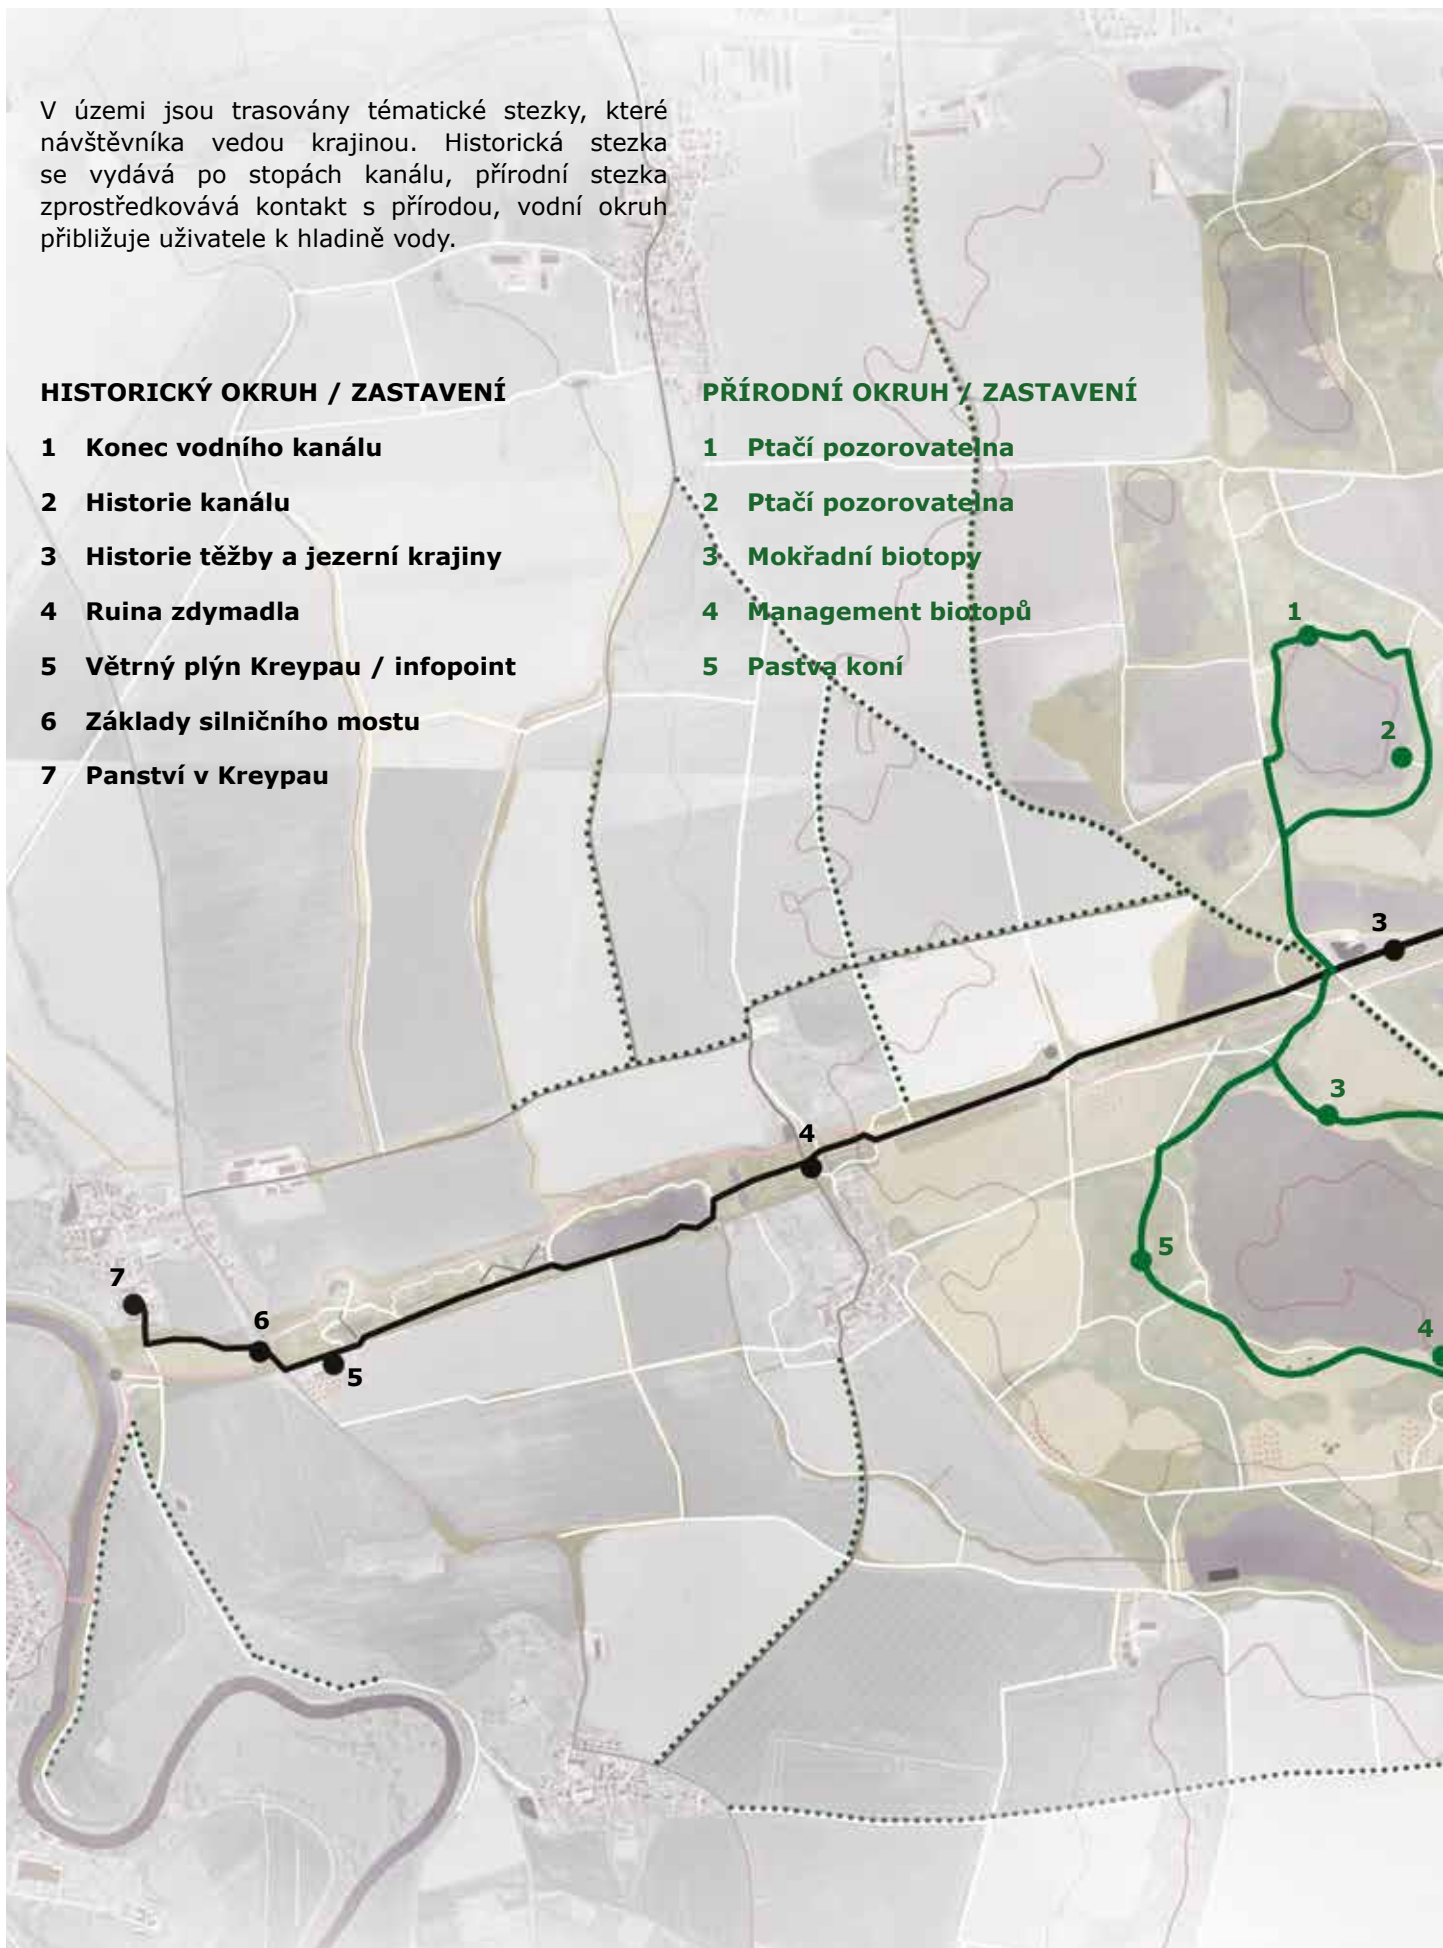 V území jsou trasovány tématické stezky, které
návštěvníka vedou krajinou. Historická stezka
se vydává po stopách kanálu, přírodní stezka
zprostředkovává kontakt s přírodou, vodní okruh
přibližuje uživatele k hladině vody.
HISTORICKÝ OKRUH / ZASTAVENÍ
1 Konec vodního kanálu
2 Historie kanálu
3 Historie těžby a jezerní krajiny
4 Ruina zdymadla
5 Větrný plýn Kreypau / infopoint
6 Základy silničního mostu
7 Panství v Kreypau
PŘÍRODNÍ OKRUH / ZASTAVENÍ
1 Ptačí pozorovatelna
2 Ptačí pozorovatelna
3 Mokřadní biotopy
4 Management biotopů
5 Pastva koní
1
2
3
3
4
5
7
6
4
5